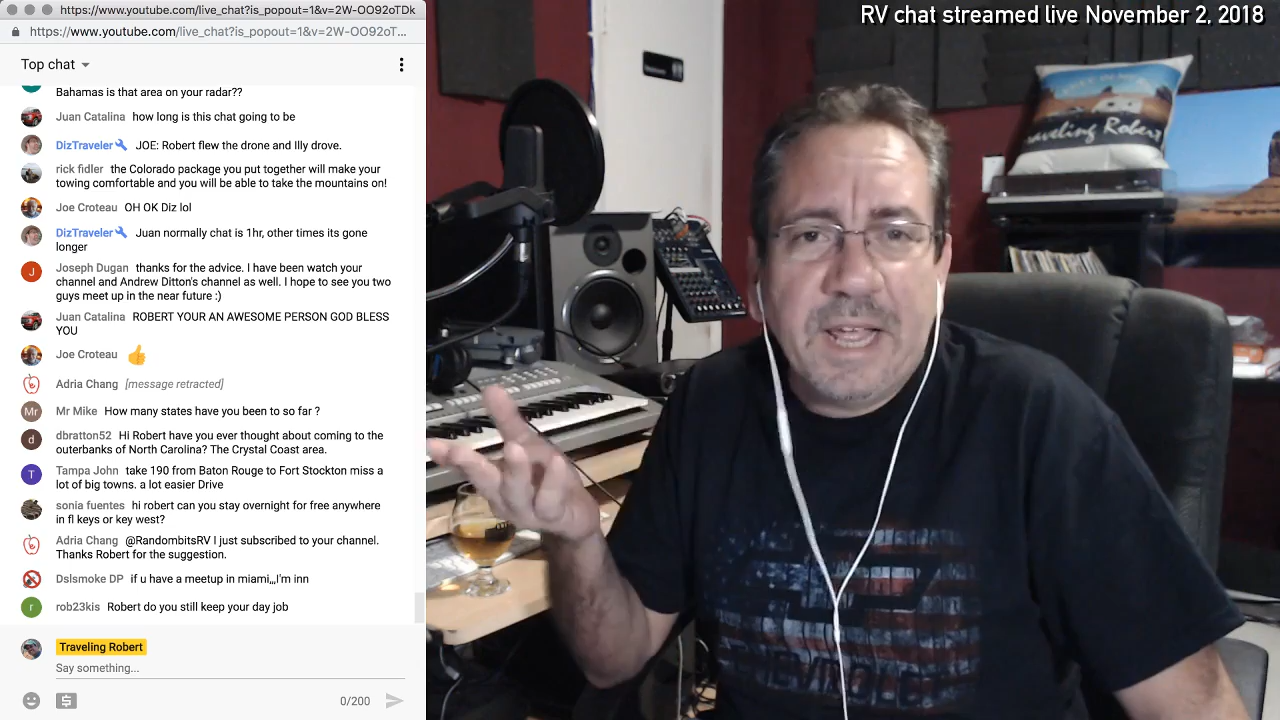 https://www.youtube.com/live_chat?is_popout=1&v=2W-OO92oTDk
https://www.youtube.com/live_chat?is_popout=1&v=2W-OO92oT...
RV chat streamed live November 2, 2018
Top chat
Bahamas is that area on your radar??
Juan Catalina how long is this chat going to be
DizTraveler JOE: Robert flew the drone and Illy drove.
rick fidler the Colorado package you put together will make your
towing comfortable and you will be able to take the mountains on!
Joe Croteau OH OK Diz lol
DizTraveler Juan normally chat is 1hr, other times its gone
longer
J Joseph Dugan thanks for the advice. I have been watch your
channel and Andrew Ditton's channel as well. I hope to see you two
guys meet up in the near future :)
Juan Catalina ROBERT YOUR AN AWESOME PERSON GOD BLESS
YOU
Joe Croteau 👍
Adria Chang [message retracted]
Mr Mr Mike How many states have you been to so far ?
d dbratton52 Hi Robert have you ever thought about coming to the
outerbanks of North Carolina? The Crystal Coast area.
T Tampa John take 190 from Baton Rouge to Fort Stockton miss a
lot of big towns. a lot easier Drive
sonia fuentes hi robert can you stay overnight for free anywhere
in fl keys or key west?
Adria Chang @RandombitsRV I just subscribed to your channel.
Thanks Robert for the suggestion.
Dslsmoke DP if u have a meetup in miami,,,I'm inn
r rob23kis Robert do you still keep your day job
Traveling Robert
Say something...
$
0/200
Traveling Robert
CHEVROLET